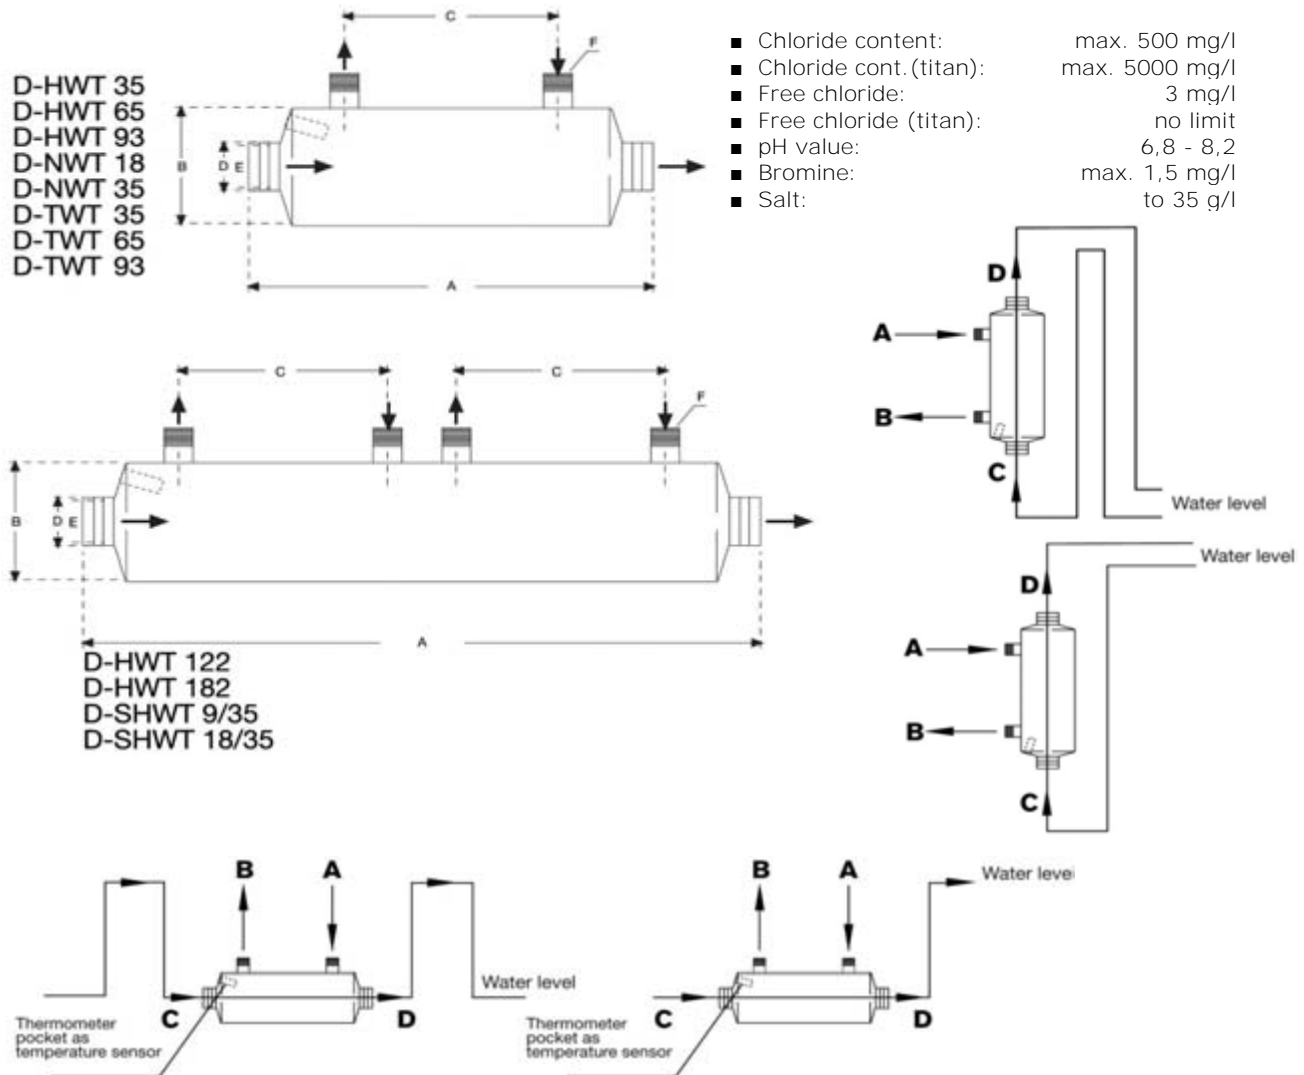 C
F
D-HWT 35
D-HWT 65
D-HWT 93
D-NWT 18
D-NWT 35
D-TWT 35
D-TWT 65
D-TWT 93
B
D
E
A
■ Chloride content: max. 500 mg/l
■ Chloride cont.(titan): max. 5000 mg/l
■ Free chloride: 3 mg/l
■ Free chloride (titan): no limit
■ pH value: 6,8 - 8,2
■ Bromine: max. 1,5 mg/l
■ Salt: to 35 g/l
D
A
B
C
Water level
C
C
F
B
D
E
A
D-HWT 122
D-HWT 182
D-SHWT 9/35
D-SHWT 18/35
Water level
D
A
B
C
B
A
Water level
C
D
Thermometer
pocket as
temperature sensor
B
A
Water level
C
D
Thermometer
pocket as
temperature sensor